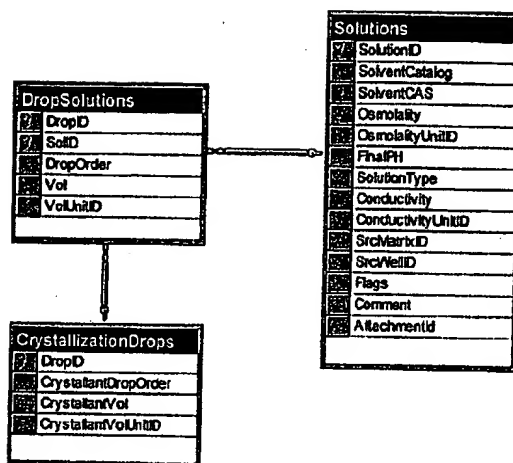 DropSolutions
DropID
SolID
DropOrder
Vol
VolUnitID
Solutions
SolutionID
SolventCatalog
SolventCAS
Osmolality
OsmolalityUnitID
FinalPH
SolutionType
Conductivity
ConductivityUnitID
SrcMatrixID
SrcWellID
Flags
Comment
AttachmentId
CrystallizationDrops
DropID
CrystallantDropOrder
CrystallantVol
CrystallantVolUnitID